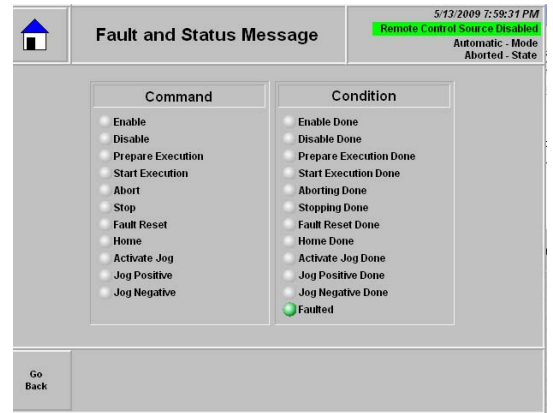 Fault and Status Message
5/13/2009 7:59:31 PM
Remote Control Source Disabled
Automatic - Mode
Aborted - State
Command
Enable
Disable
Prepare Execution
Start Execution
Abort
Stop
Fault Reset
Home
Activate Jog
Jog Positive
Jog Negative
Condition
Enable Done
Disable Done
Prepare Execution Done
Start Execution Done
Aborting Done
Stopping Done
Fault Reset Done
Home Done
Activate Jog Done
Jog Positive Done
Jog Negative Done
Faulted
Go
Back